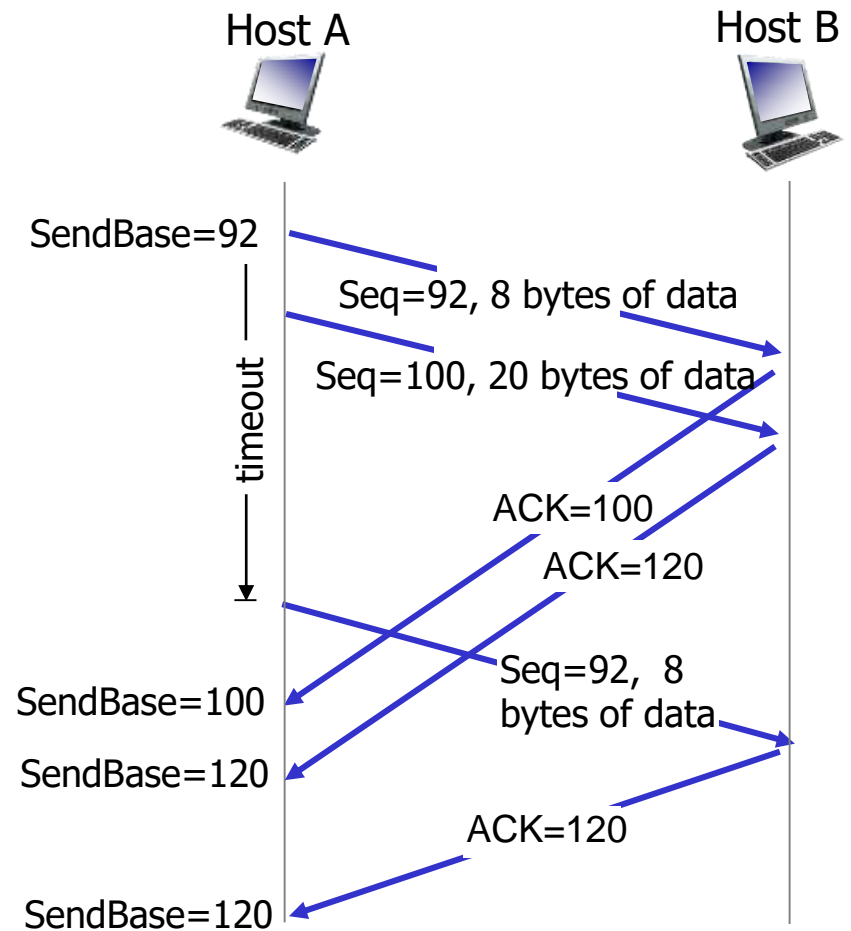 Host A
Host B
SendBase=92
Seq=92, 8 bytes of data
Seq=100, 20 bytes of data
timeout
ACK=100
ACK=120
Seq=92, 8
bytes of data
SendBase=100
SendBase=120
ACK=120
SendBase=120